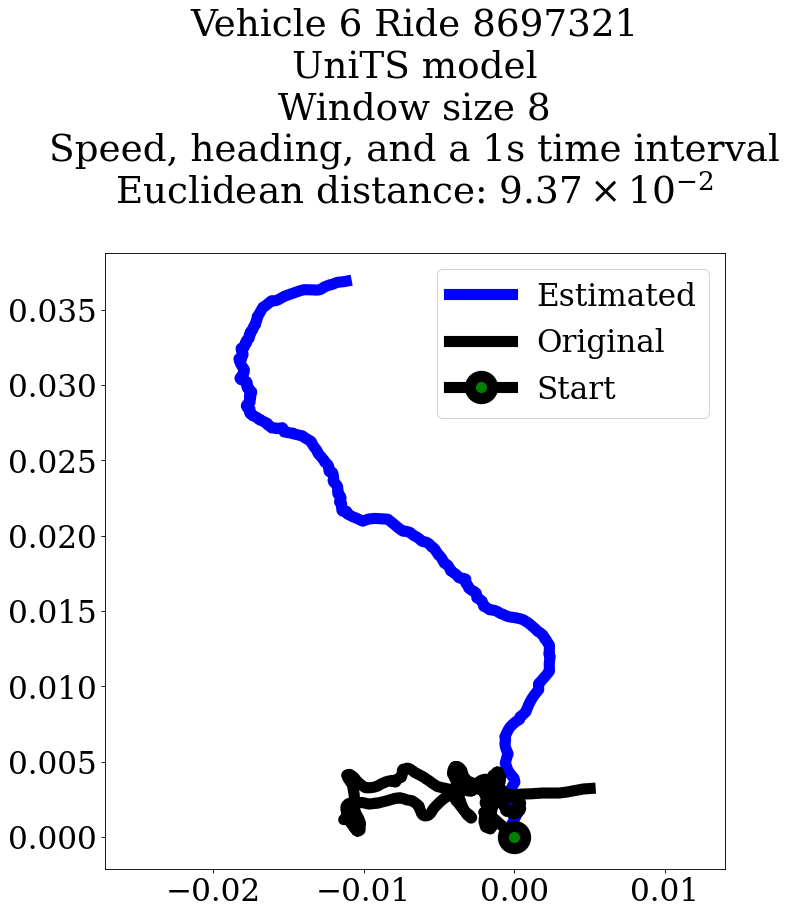 Vehicle 6 Ride 8697321
UniTS model
Window size 8
Speed, heading, and a 1s time interval
Euclidean distance: 9.37 × 10⁻²
Estimated
Original
Start
0.035
0.030
0.025
0.020
0.015
0.010
0.005
0.000
−0.02 −0.01 0.00 0.01